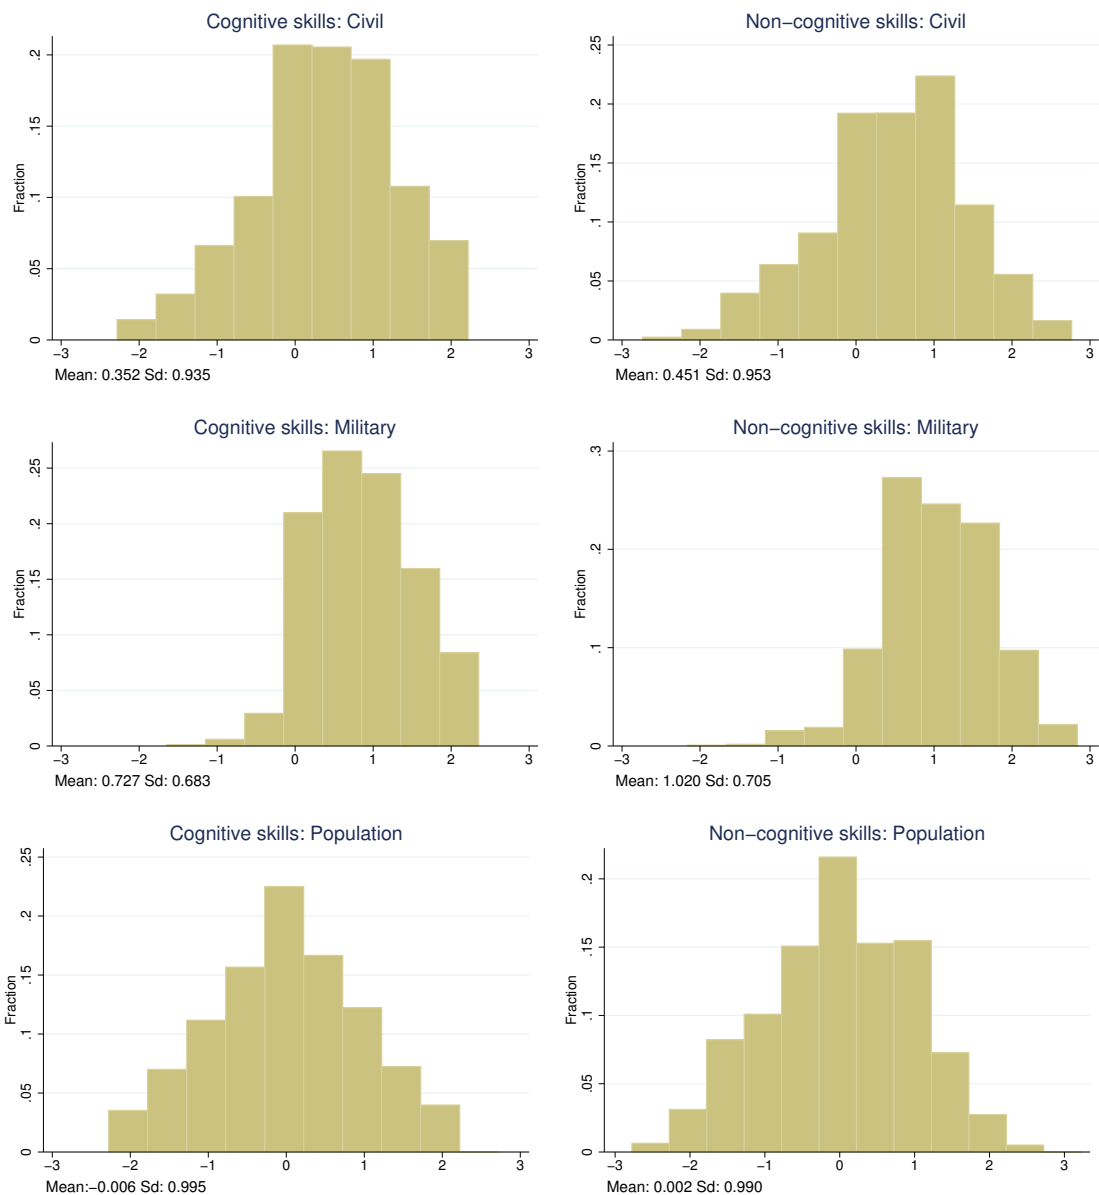 Cognitive skills: Civil
Fraction
.2
.15
.1
.05
0
−3 −2 −1 0 1 2 3
Mean: 0.352 Sd: 0.935
Non−cognitive skills: Civil
Fraction
.25
.2
.15
.1
.05
0
−3 −2 −1 0 1 2 3
Mean: 0.451 Sd: 0.953
Cognitive skills: Military
Fraction
.25
.2
.15
.1
.05
0
−3 −2 −1 0 1 2 3
Mean: 0.727 Sd: 0.683
Non−cognitive skills: Military
Fraction
.3
.2
.1
0
−3 −2 −1 0 1 2 3
Mean: 1.020 Sd: 0.705
Cognitive skills: Population
Fraction
.25
.2
.15
.1
.05
0
−3 −2 −1 0 1 2 3
Mean:−0.006 Sd: 0.995
Non−cognitive skills: Population
Fraction
.2
.15
.1
.05
0
−3 −2 −1 0 1 2 3
Mean: 0.002 Sd: 0.990